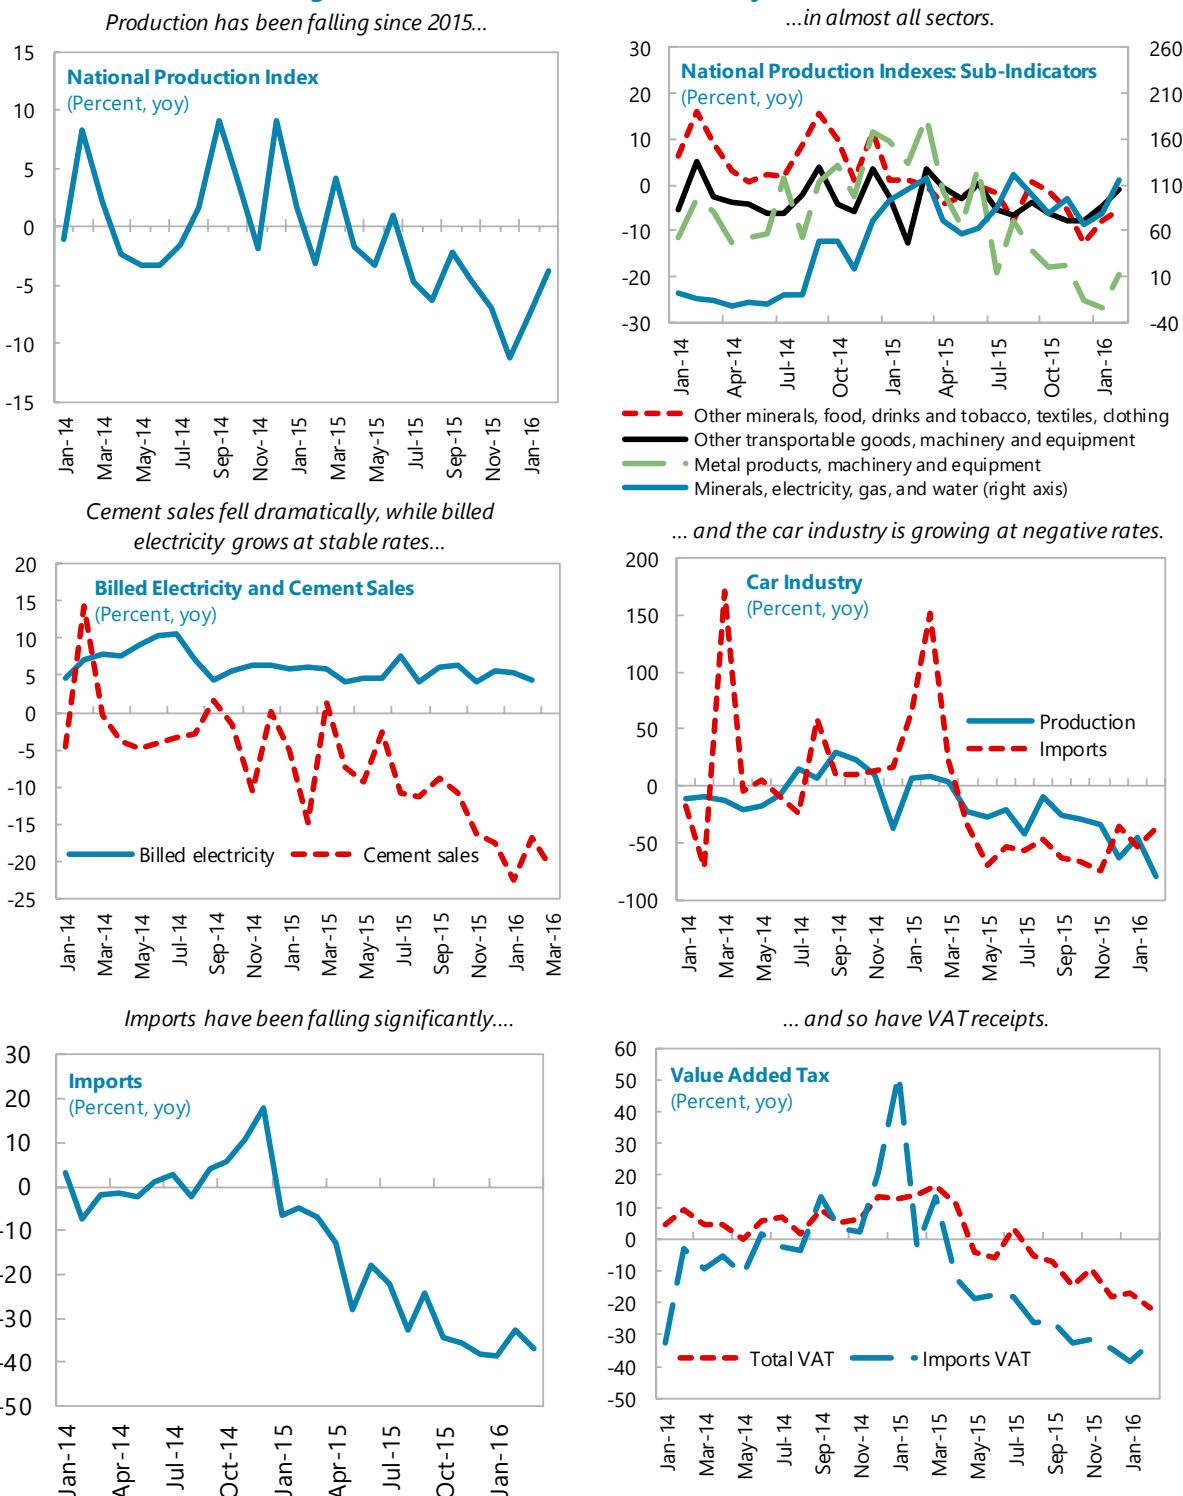 Production has been falling since 2015...
15
10
5
0
-5
-10
-15
National Production Index
(Percent, yoy)
Jan-14
Mar-14
May-14
Jul-14
Sep-14
Nov-14
Jan-15
Mar-15
May-15
Jul-15
Sep-15
Nov-15
Jan-16
...in almost all sectors.
30
20
10
0
-10
-20
-30
National Production Indexes: Sub-Indicators
(Percent, yoy)
260
210
160
110
60
10
-40
Jan-14
Apr-14
Jul-14
Oct-14
Jan-15
Apr-15
Jul-15
Oct-15
Jan-16
Other minerals, food, drinks and tobacco, textiles, clothing
Other transportable goods, machinery and equipment
Metal products, machinery and equipment
Minerals, electricity, gas, and water (right axis)
Cement sales fell dramatically, while billed
electricity grows at stable rates...
20
15
10
5
0
-5
-10
-15
-20
-25
Billed Electricity and Cement Sales
(Percent, yoy)
Billed electricity
Cement sales
Jan-14
Mar-14
May-14
Jul-14
Sep-14
Nov-14
Jan-15
Mar-15
May-15
Jul-15
Sep-15
Nov-15
Jan-16
Mar-16
... and the car industry is growing at negative rates.
200
150
100
50
0
-50
-100
Car Industry
(Percent, yoy)
Production
Imports
Jan-14
Mar-14
May-14
Jul-14
Sep-14
Nov-14
Jan-15
Mar-15
May-15
Jul-15
Sep-15
Nov-15
Jan-16
Imports have been falling significantly....
30
20
10
0
-10
-20
-30
-40
-50
Imports
(Percent, yoy)
Jan-14
Apr-14
Jul-14
Oct-14
Jan-15
Apr-15
Jul-15
Oct-15
Jan-16
... and so have VAT receipts.
60
50
40
30
20
10
0
-10
-20
-30
-40
-50
Value Added Tax
(Percent, yoy)
Total VAT
Imports VAT
Jan-14
Mar-14
May-14
Jul-14
Sep-14
Nov-14
Jan-15
Mar-15
May-15
Jul-15
Sep-15
Nov-15
Jan-16